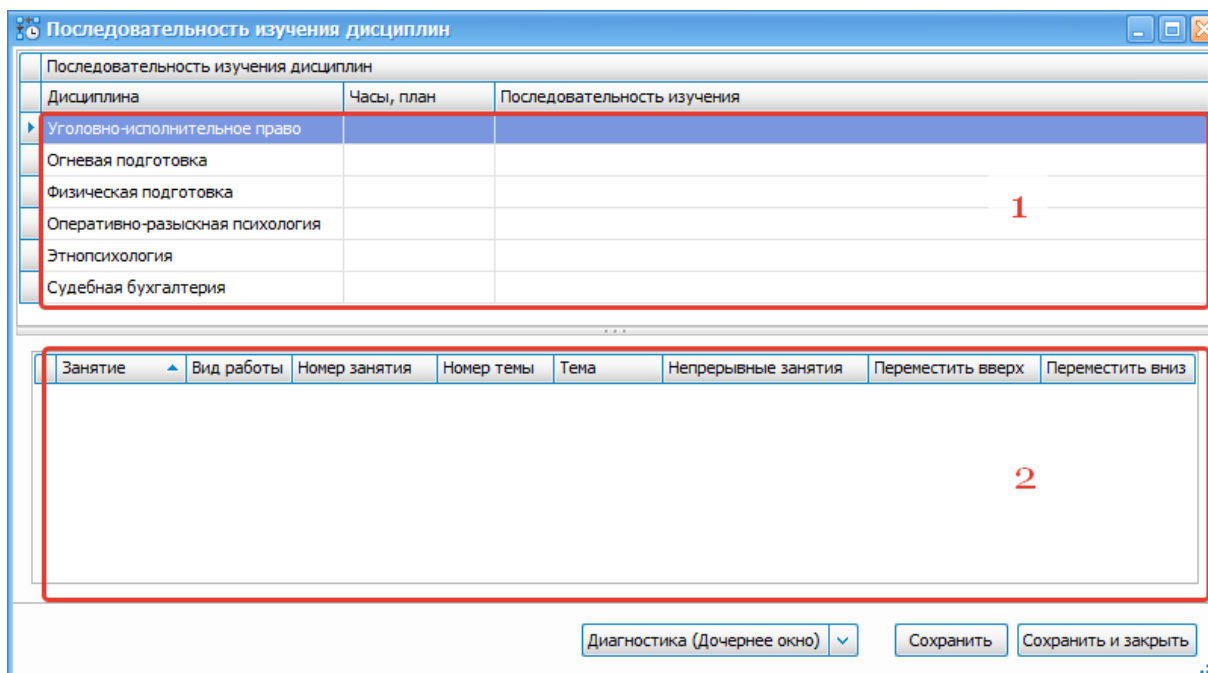 Последовательность изучения дисциплин
Последовательность изучения дисциплин
Дисциплина Часы, план Последовательность изучения
Уголовно-исполнительное право
Огневая подготовка
Физическая подготовка
1
Оперативно-разыскная психология
Этнопсихология
Судебная бухгалтерия
Занятие Вид работы Номер занятия Номер темы Тема Непрерывные занятия Переместить вверх Переместить вниз
2
Диагностика (Дочернее окно) Сохранить Сохранить и закрыть